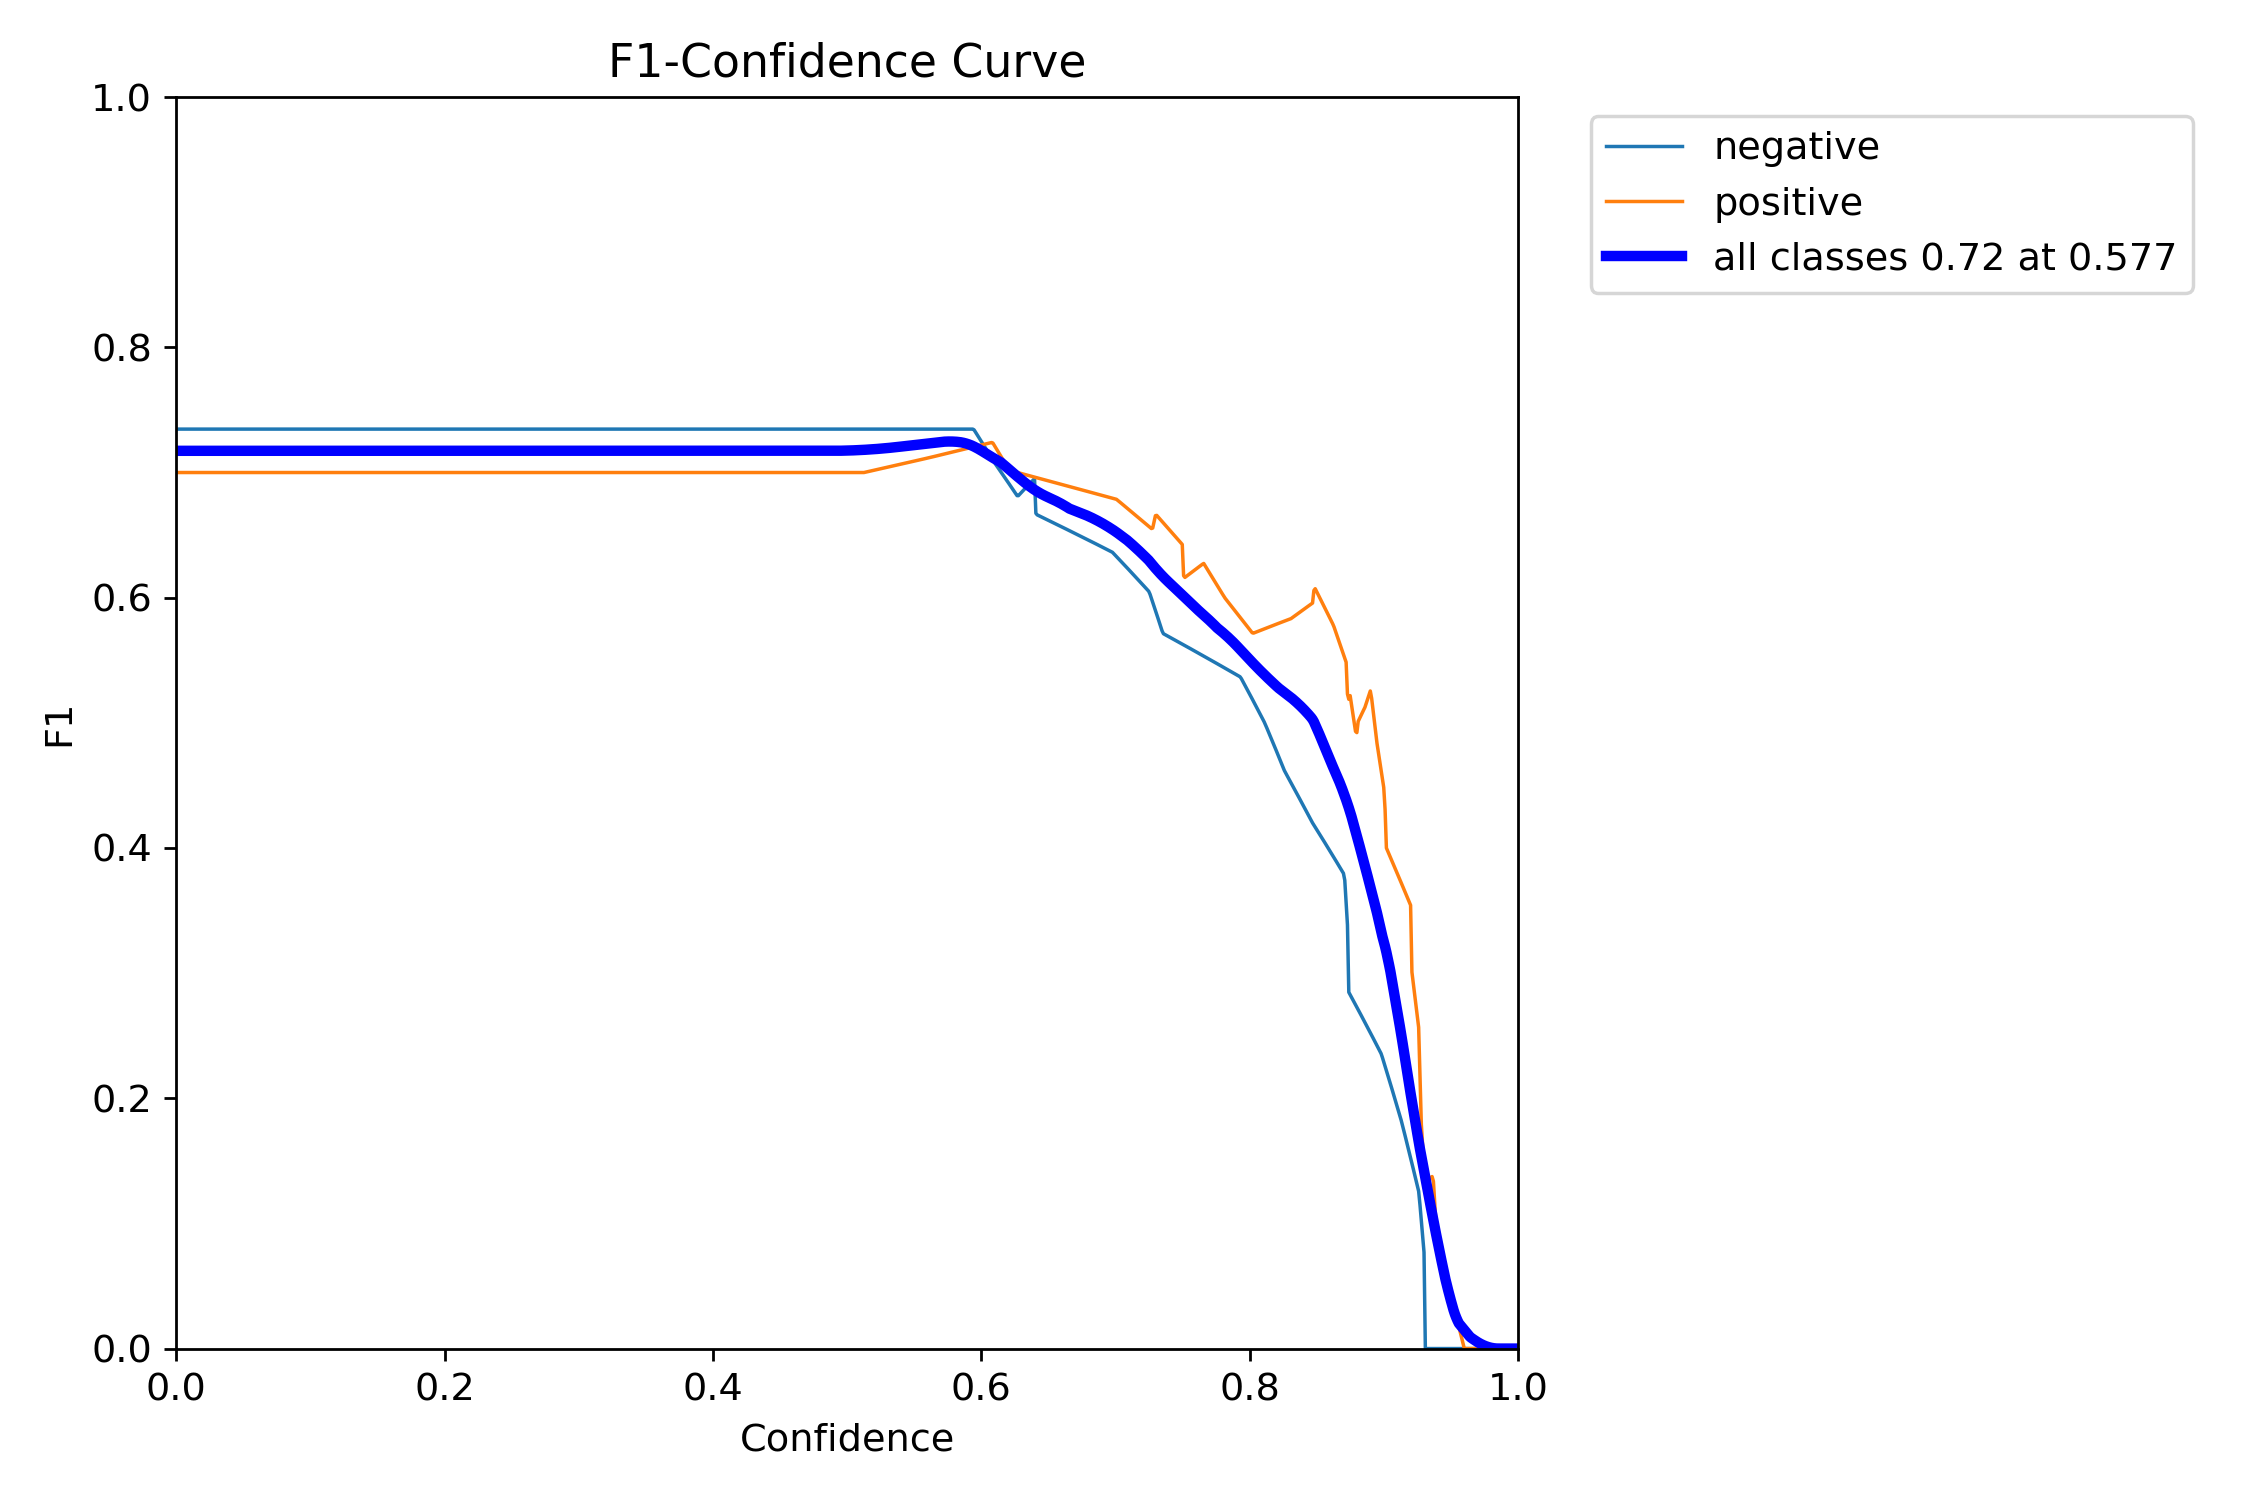 F1-Confidence Curve
1.0
0.8
0.6
0.4
0.2
0.0
F1
0.0 0.2 0.4 0.6 0.8 1.0
Confidence
negative
positive
all classes 0.72 at 0.577